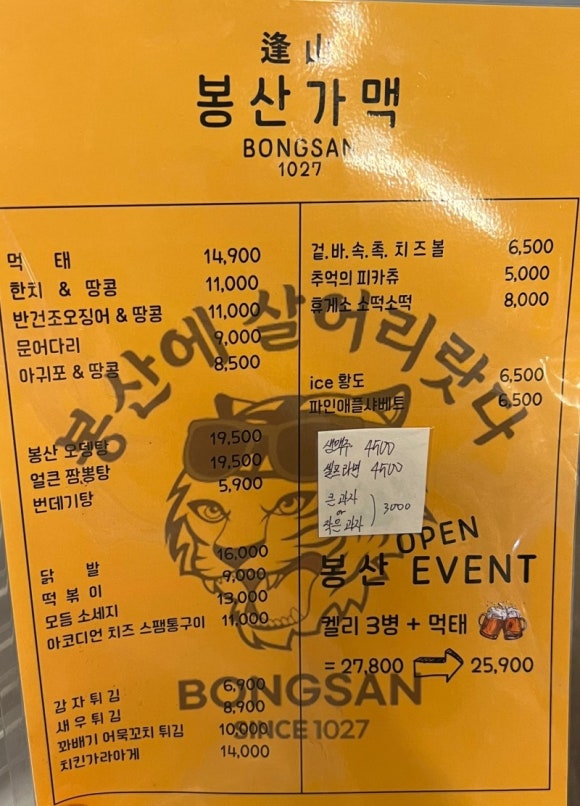 逢山
봉산가맥
BONGSAN
1027
먹 태 14,900
한치 & 땅콩 11,000
반건조오징어 & 땅콩 11,000
문어다리 9,000
아귀포 & 땅콩 8,500
봉산 오뎅탕 19,500
얼큰 짬뽕탕 19,500
번데기탕 5,900
닭 발 16,000
떡 볶 이 9,000
모듬 소세지 13,000
아코디언 치즈 스팸통구이 11,000
감자 튀김 6,900
새우 튀김 8,900
꽈배기 어묵꼬치 튀김 10,000
치킨가라아게 14,000
겉.바.속.촉. 치즈볼 6,500
추억의 피카츄 5,000
휴게소 소떡소떡 8,000
ice 황도 6,500
파인애플샤베트 6,500
생맥주 4500
셀프라면 4500
큰과자
or
작은과자 ) 3000
OPEN
봉산 EVENT
켈리 3병 + 먹태
= 27,800 25,900
봉산에 살어리랏다
BONGSAN
SINCE 1027